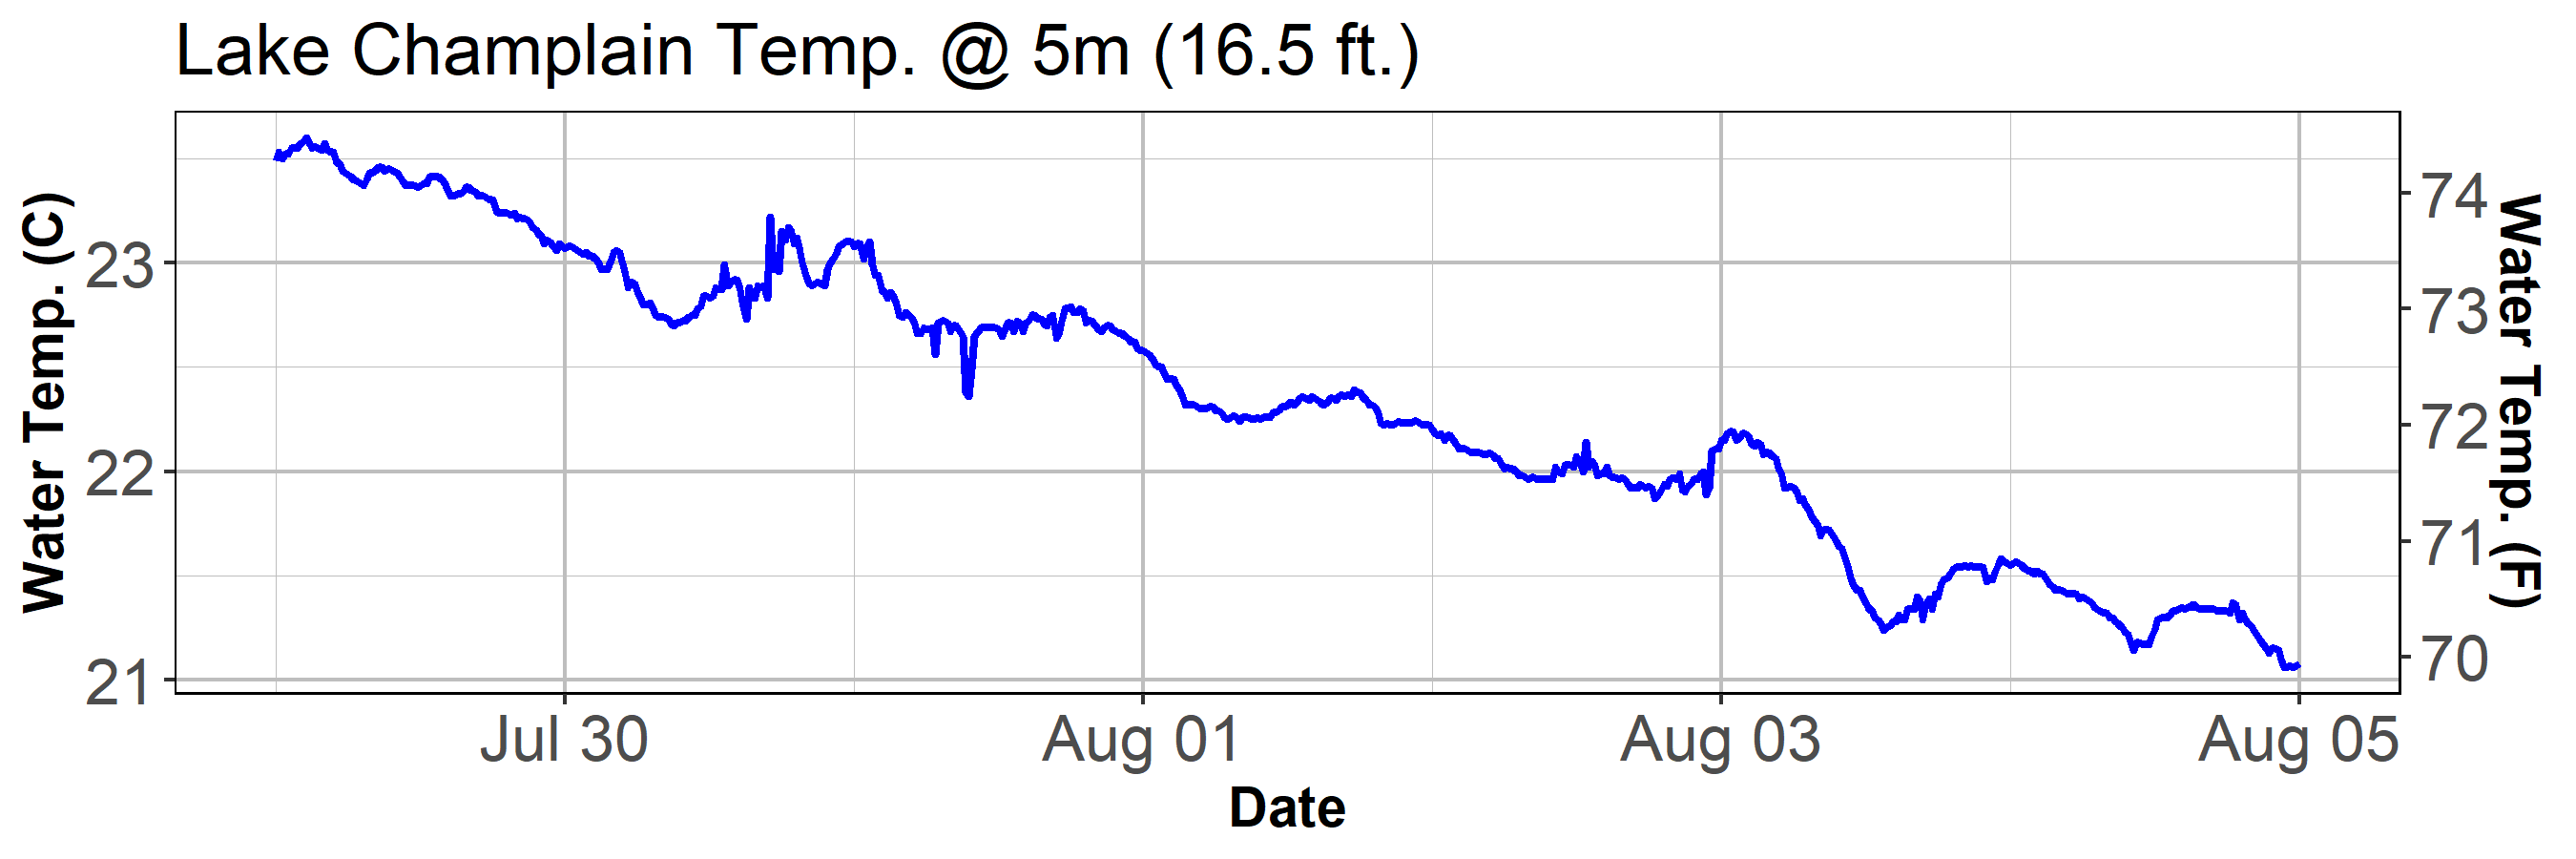 Lake Champlain Temp. @ 5m (16.5 ft.)
Water Temp. (C)
23
22
21
74
73
72
71
70
Water Temp. (F)
Jul 30
Aug 01
Aug 03
Aug 05
Date